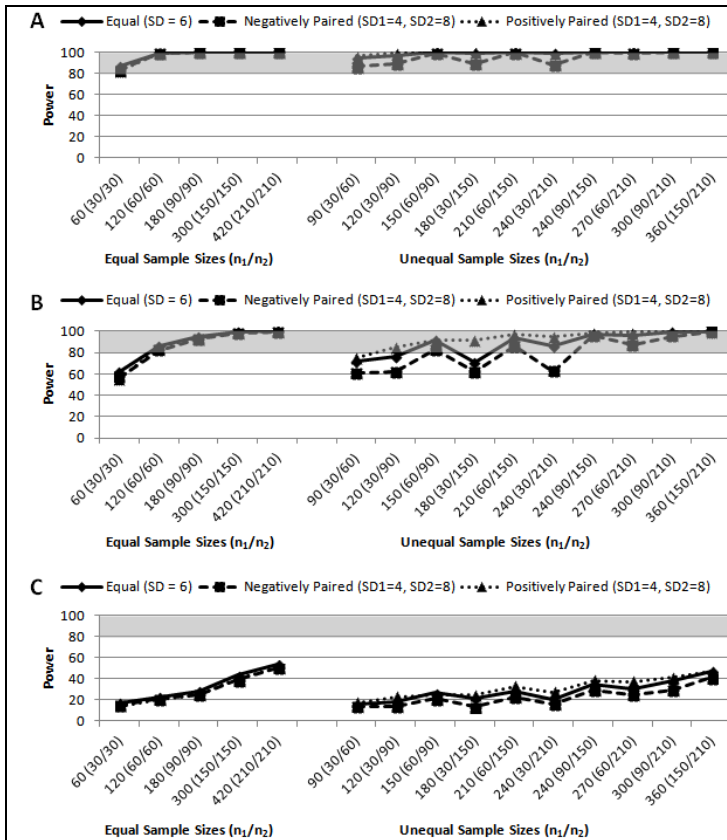 A
Equal (SD = 6) Negatively Paired (SD1=4, SD2=8) Positively Paired (SD1=4, SD2=8)
100
80
60
40
20
0
Power
60 (30/30) 120 (60/60) 180 (90/90) 300 (150/150) 420 (210/210) 90 (30/60) 120 (30/90) 150 (60/90) 180 (30/150) 210 (60/150) 240 (30/210) 240 (90/150) 270 (60/210) 300 (90/210) 360 (150/210)
Equal Sample Sizes (n₁/n₂) Unequal Sample Sizes (n₁/n₂)
B
Equal (SD = 6) Negatively Paired (SD1=4, SD2=8) Positively Paired (SD1=4, SD2=8)
100
80
60
40
20
0
Power
60 (30/30) 120 (60/60) 180 (90/90) 300 (150/150) 420 (210/210) 90 (30/60) 120 (30/90) 150 (60/90) 180 (30/150) 210 (60/150) 240 (30/210) 240 (90/150) 270 (60/210) 300 (90/210) 360 (150/210)
Equal Sample Sizes (n₁/n₂) Unequal Sample Sizes (n₁/n₂)
C
Equal (SD = 6) Negatively Paired (SD1=4, SD2=8) Positively Paired (SD1=4, SD2=8)
100
80
60
40
20
0
Power
60 (30/30) 120 (60/60) 180 (90/90) 300 (150/150) 420 (210/210) 90 (30/60) 120 (30/90) 150 (60/90) 180 (30/150) 210 (60/150) 240 (30/210) 240 (90/150) 270 (60/210) 300 (90/210) 360 (150/210)
Equal Sample Sizes (n₁/n₂) Unequal Sample Sizes (n₁/n₂)